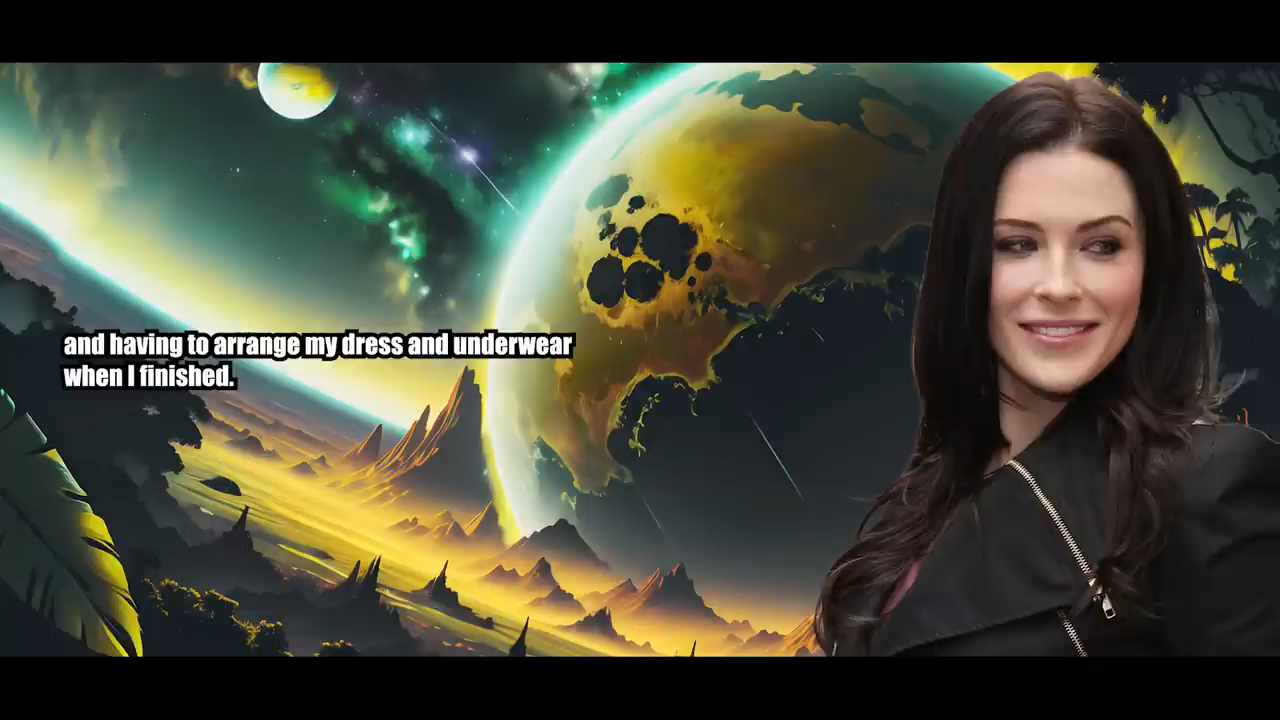 and having to arrange my dress and underwear
when I finished.